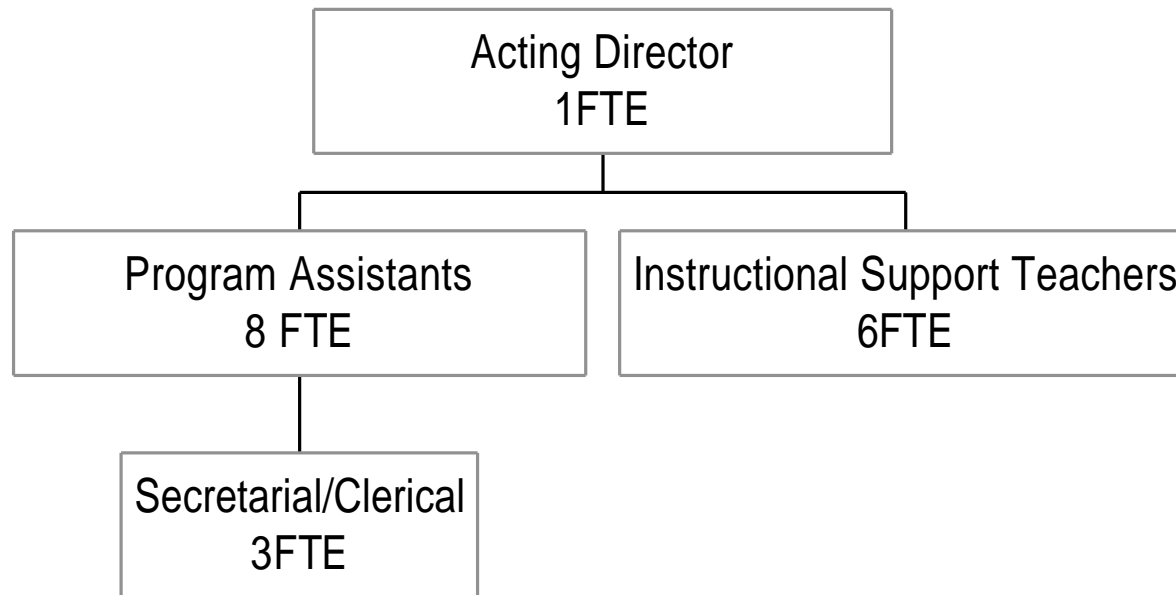 Acting Director
1FTE
Program Assistants
8 FTE
Instructional Support Teachers
6FTE
Secretarial/Clerical
3FTE